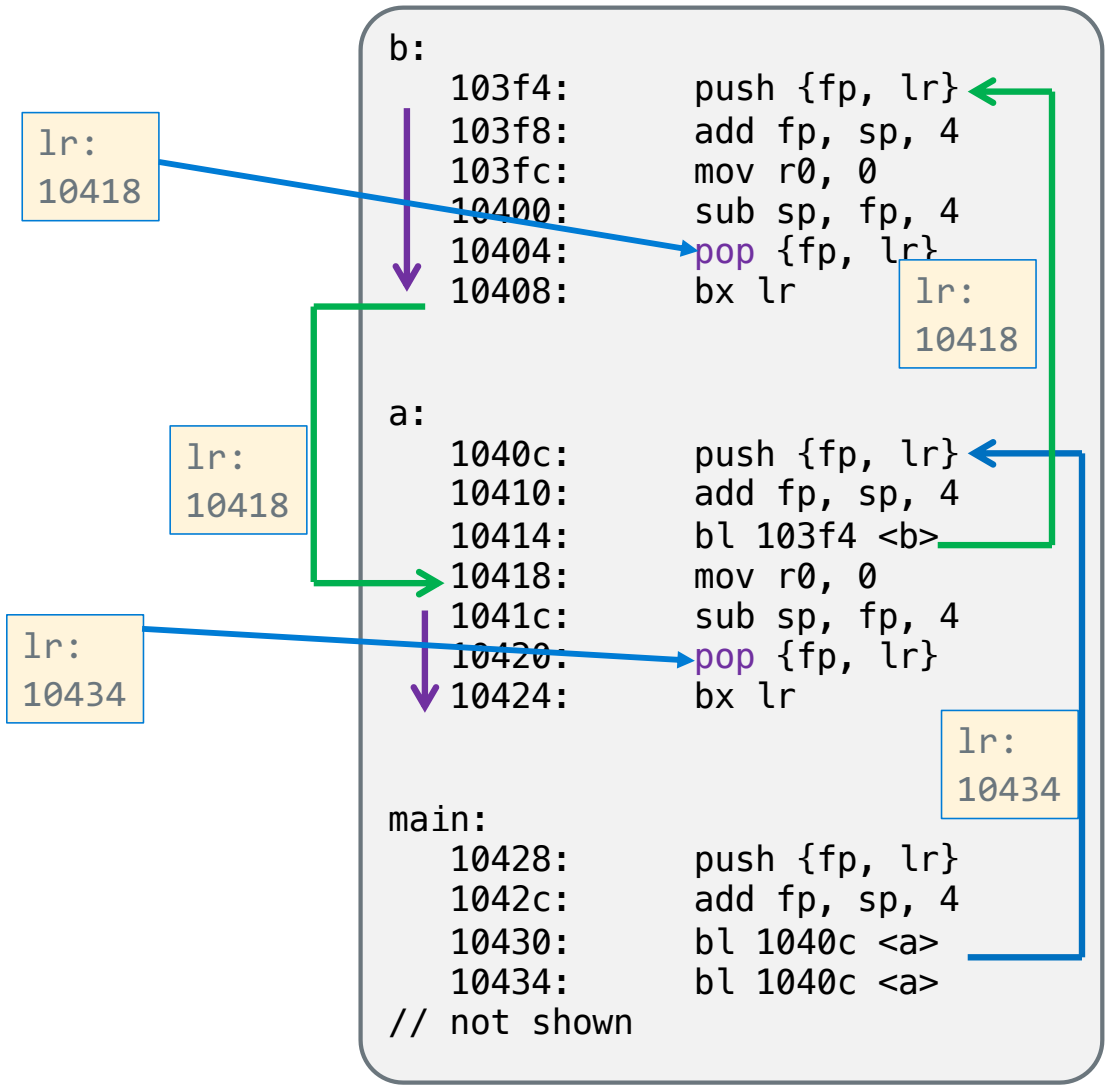 b:
103f4: push {fp, lr}
lr:
10418
103f8: add fp, sp, 4
103fc: mov r0, 0
10400: sub sp, fp, 4
10404: pop {fp, lr}
10408: bx lr
lr:
10418
a:
1040c: push {fp, lr}
lr:
10418
10410: add fp, sp, 4
10414: bl 103f4 <b>
10418: mov r0, 0
1041c: sub sp, fp, 4
lr:
10434
10420: pop {fp, lr}
10424: bx lr
lr:
10434
main:
10428: push {fp, lr}
1042c: add fp, sp, 4
10430: bl 1040c <a>
10434: bl 1040c <a>
// not shown